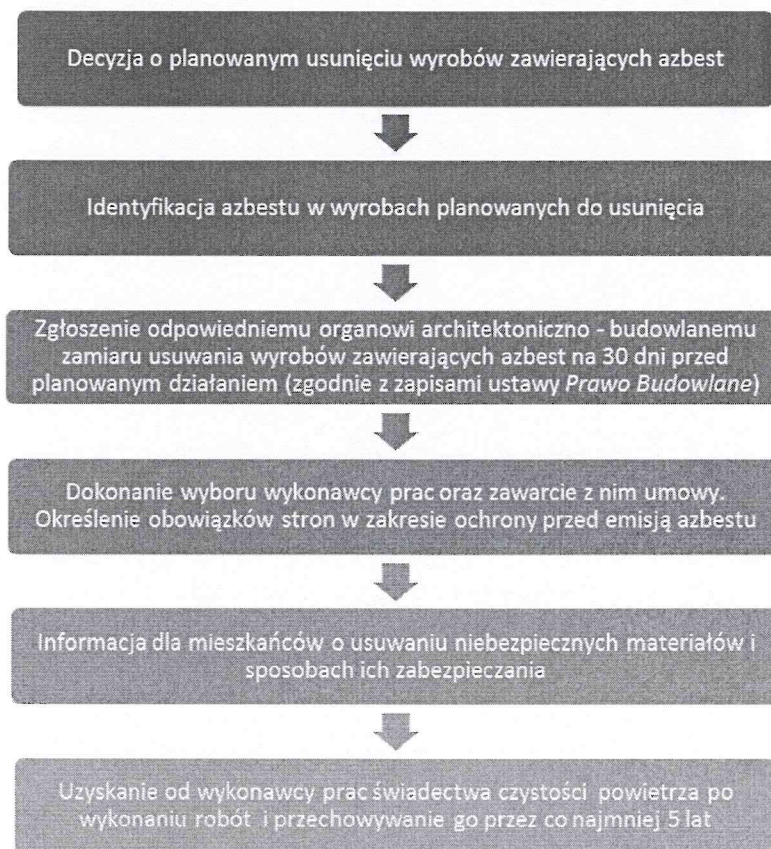 Decyzja o planowanym usunięciu wyrobów zawierających azbest
Identyfikacja azbestu w wyrobach planowanych do usunięcia
Zgłoszenie odpowiedniemu organowi architektoniczno - budowlanemu
zamiaru usuwania wyrobów zawierających azbest na 30 dni przed
planowanym działaniem (zgodnie z zapisami ustawy Prawo Budowlane)
Dokonanie wyboru wykonawcy prac oraz zawarcie z nim umowy.
Określenie obowiązków stron w zakresie ochrony przed emisją azbestu
Informacja dla mieszkańców o usuwaniu niebezpiecznych materiałów i
sposobach ich zabezpieczania
Uzyskanie od wykonawcy prac świadectwa czystości powietrza po
wykonaniu robót i przechowywanie go przez co najmniej 5 lat